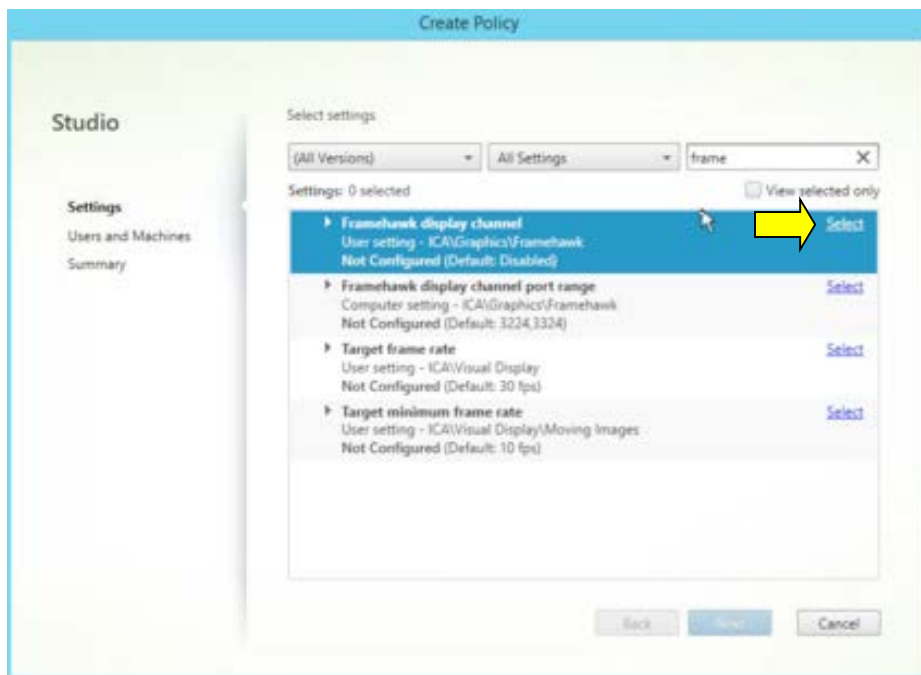 Create Policy
Studio
Select settings
(All Versions)
All Settings
frame
Settings: 0 selected
View selected only
Settings
Users and Machines
Summary
Framehawk display channel
Select
User setting - ICA\Graphics\Framehawk
Not Configured (Default: Disabled)
Framehawk display channel port range
Select
Computer setting - ICA\Graphics\Framehawk
Not Configured (Default: 3224,3324)
Target frame rate
Select
User setting - ICA\Visual Display
Not Configured (Default: 30 fps)
Target minimum frame rate
Select
User setting - ICA\Visual Display\Moving Images
Not Configured (Default: 10 fps)
Back
Next
Cancel